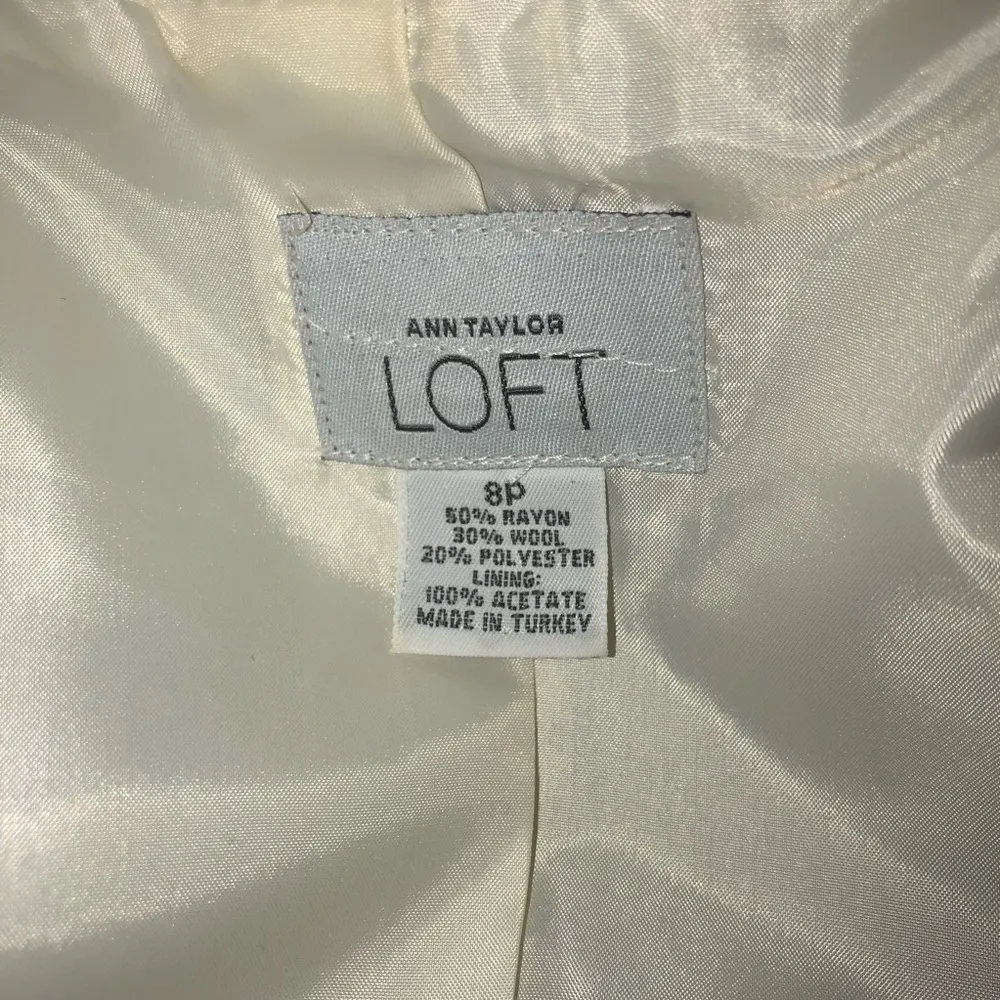 ANN TAYLOR
LOFT
8P
50% RAYON
30% WOOL
20% POLYESTER
LINING:
100% ACETATE
MADE IN TURKEY